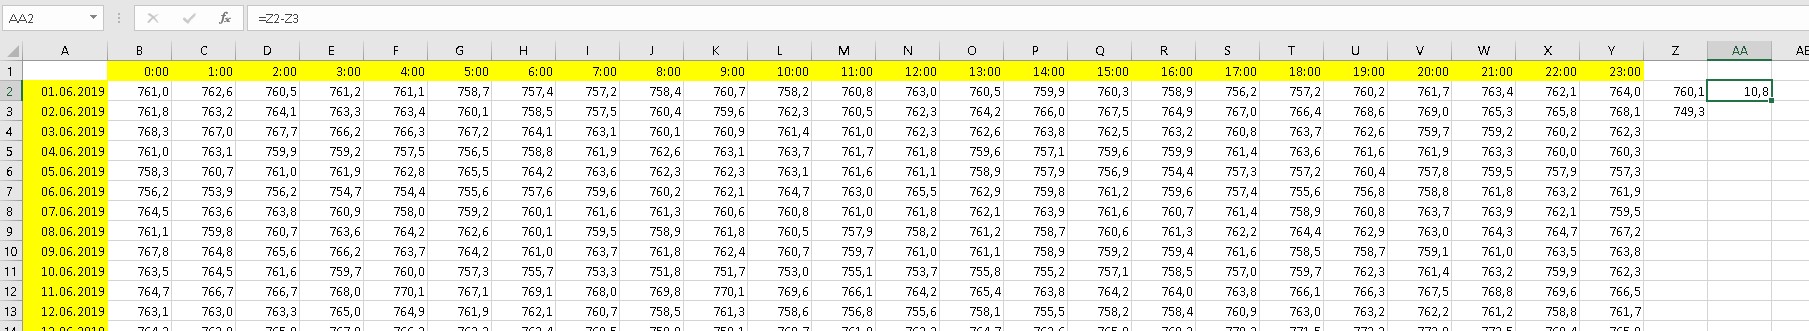 AA2 fx =Z2-Z3
A B C D E F G H I J K L M N O P Q R S T U V W X Y Z AA
1 0:00 1:00 2:00 3:00 4:00 5:00 6:00 7:00 8:00 9:00 10:00 11:00 12:00 13:00 14:00 15:00 16:00 17:00 18:00 19:00 20:00 21:00 22:00 23:00
2 01.06.2019 761,0 762,6 760,5 761,2 761,1 758,7 757,4 757,2 758,4 760,7 758,2 760,8 763,0 760,5 759,9 760,3 758,9 756,2 757,2 760,2 761,7 763,4 762,1 764,0 760,1 10,8
3 02.06.2019 761,8 763,2 764,1 763,3 763,4 760,1 758,5 757,5 760,4 759,6 762,3 760,5 762,3 764,2 766,0 767,5 764,9 767,0 766,4 768,6 769,0 765,3 765,8 768,1 749,3
4 03.06.2019 768,3 767,0 767,7 766,2 766,3 767,2 764,1 763,1 760,1 760,9 761,4 761,0 762,3 762,6 763,8 762,5 763,2 760,8 763,7 762,6 759,7 759,2 760,2 762,3
5 04.06.2019 761,0 763,1 759,9 759,2 757,5 756,5 758,8 761,9 762,6 763,1 763,7 761,7 761,8 759,6 757,1 759,6 759,9 761,4 763,6 761,6 761,9 763,3 760,0 760,3
6 05.06.2019 758,3 760,7 761,0 761,9 762,8 765,5 764,2 763,6 762,3 762,3 763,1 761,6 761,1 758,9 757,9 756,9 754,4 757,3 757,2 760,4 757,8 759,5 757,9 757,3
7 06.06.2019 756,2 753,9 756,2 754,7 754,4 755,6 757,6 759,6 760,2 762,1 764,7 763,0 765,5 762,9 759,8 761,2 759,6 757,4 755,6 756,8 758,8 761,8 763,2 761,9
8 07.06.2019 764,5 763,6 763,8 760,9 758,0 759,2 760,1 761,6 761,3 760,6 760,8 761,0 761,8 762,1 763,9 761,6 760,7 761,4 758,9 760,8 763,7 763,9 762,1 759,5
9 08.06.2019 761,1 759,8 760,7 763,6 764,2 762,6 760,1 759,5 758,9 761,8 760,5 757,9 758,2 761,2 758,7 760,6 761,3 762,2 764,4 762,9 763,0 764,3 764,7 767,2
10 09.06.2019 767,8 764,8 765,6 766,2 763,7 764,2 761,0 763,7 761,8 762,4 760,7 759,7 761,0 761,1 758,9 759,2 759,4 761,6 758,5 758,7 759,1 761,0 763,5 763,8
11 10.06.2019 763,5 764,5 761,6 759,7 760,0 757,3 755,7 753,3 751,8 751,7 753,0 755,1 753,7 755,8 755,2 757,1 758,5 757,0 759,7 762,3 761,4 763,2 759,9 762,3
12 11.06.2019 764,7 766,7 766,7 768,0 770,1 767,1 769,1 768,0 769,8 770,1 769,6 766,1 764,2 765,4 763,8 764,2 764,0 763,8 766,1 766,3 767,5 768,8 769,6 766,5
13 12.06.2019 763,1 763,0 763,3 765,0 764,9 761,9 762,1 760,7 758,5 761,3 758,6 756,8 755,6 758,1 755,5 758,2 758,4 760,9 763,0 763,2 762,2 761,2 758,8 761,7